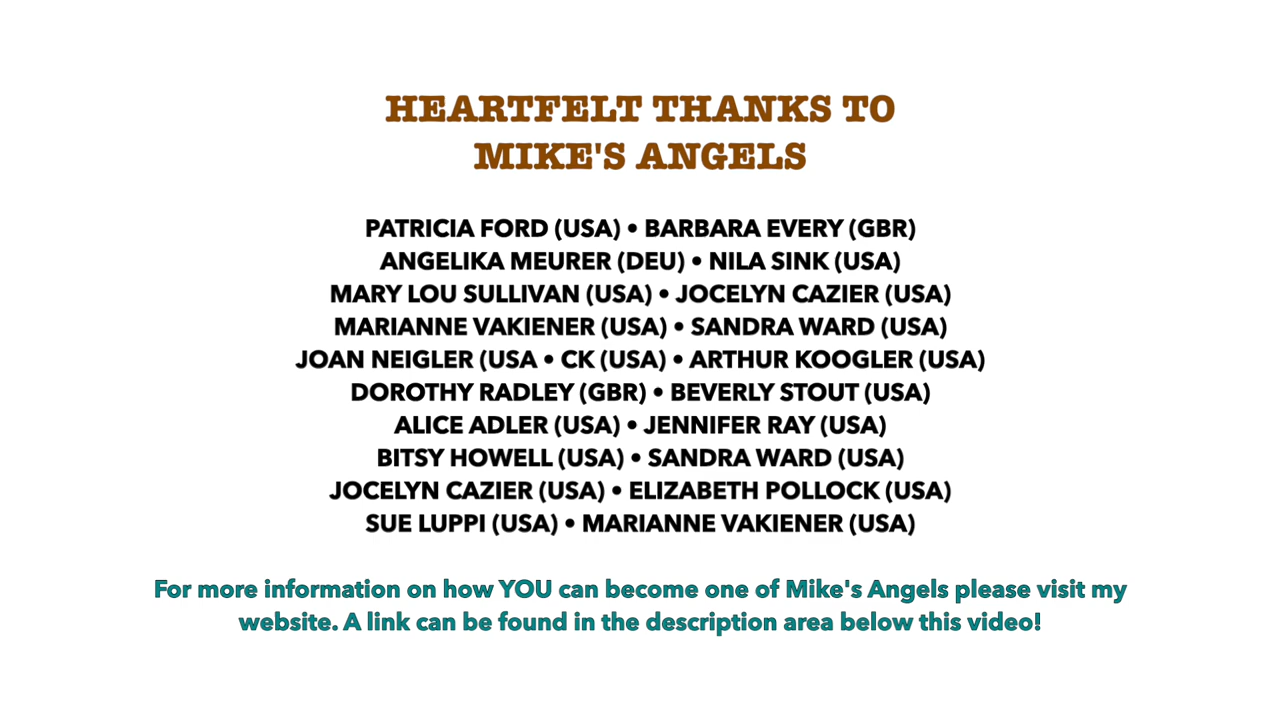 HEARTFELT THANKS TO
MIKE'S ANGELS
PATRICIA FORD (USA) • BARBARA EVERY (GBR)
ANGELIKA MEURER (DEU) • NILA SINK (USA)
MARY LOU SULLIVAN (USA) • JOCELYN CAZIER (USA)
MARIANNE VAKIENER (USA) • SANDRA WARD (USA)
JOAN NEIGLER (USA • CK (USA) • ARTHUR KOOGLER (USA)
DOROTHY RADLEY (GBR) • BEVERLY STOUT (USA)
ALICE ADLER (USA) • JENNIFER RAY (USA)
BITSY HOWELL (USA) • SANDRA WARD (USA)
JOCELYN CAZIER (USA) • ELIZABETH POLLOCK (USA)
SUE LUPPI (USA) • MARIANNE VAKIENER (USA)
For more information on how YOU can become one of Mike's Angels please visit my
website. A link can be found in the description area below this video!